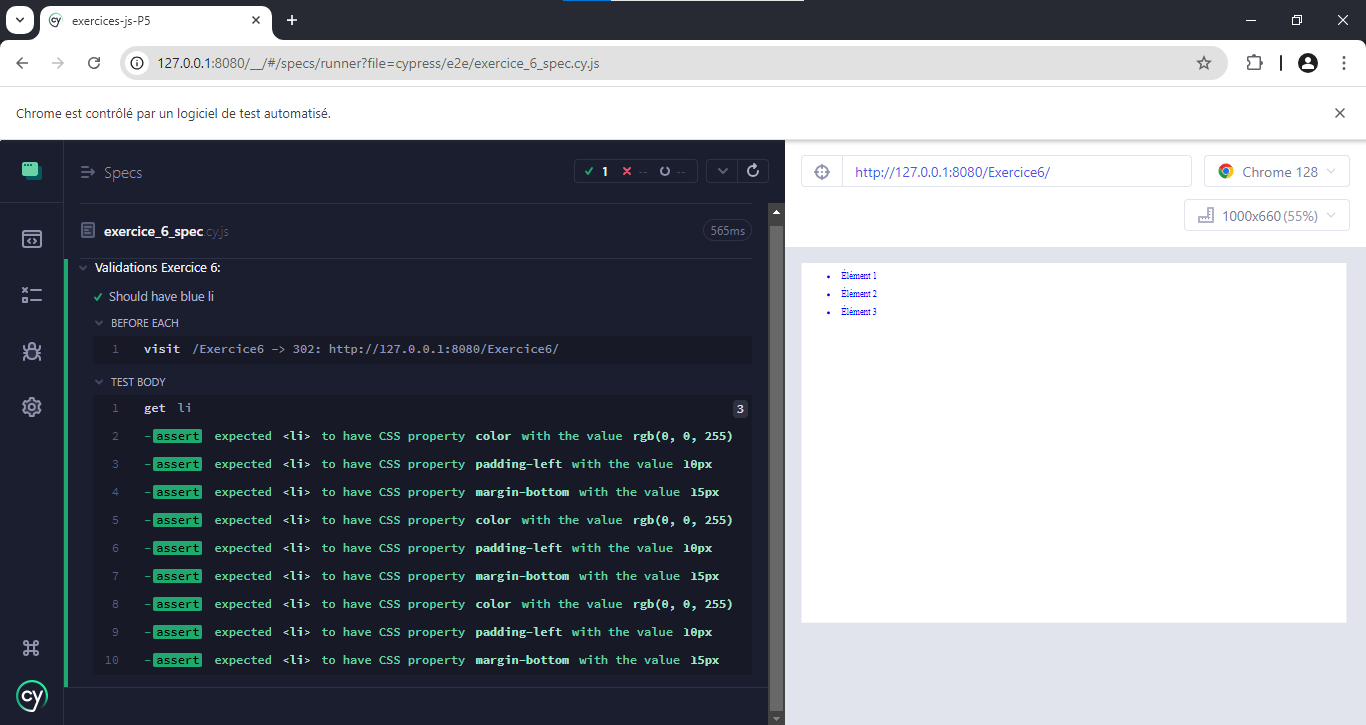 exercices-js-P5
127.0.0.1:8080/__/#/specs/runner?file=cypress/e2e/exercice_6_spec.cy.js
Chrome est contrôlé par un logiciel de test automatisé.
Specs
1 -- --
exercice_6_spec.cy.js 565ms
Validations Exercice 6:
Should have blue li
BEFORE EACH
1 visit /Exercice6 -> 302: http://127.0.0.1:8080/Exercice6/
TEST BODY
1 get li 3
2 -assert expected <li> to have CSS property color with the value rgb(0, 0, 255)
3 -assert expected <li> to have CSS property padding-left with the value 10px
4 -assert expected <li> to have CSS property margin-bottom with the value 15px
5 -assert expected <li> to have CSS property color with the value rgb(0, 0, 255)
6 -assert expected <li> to have CSS property padding-left with the value 10px
7 -assert expected <li> to have CSS property margin-bottom with the value 15px
8 -assert expected <li> to have CSS property color with the value rgb(0, 0, 255)
9 -assert expected <li> to have CSS property padding-left with the value 10px
10 -assert expected <li> to have CSS property margin-bottom with the value 15px
cy
http://127.0.0.1:8080/Exercice6/
Chrome 128
1000x660 (55%)
• Élément 1
• Élément 2
• Élément 3